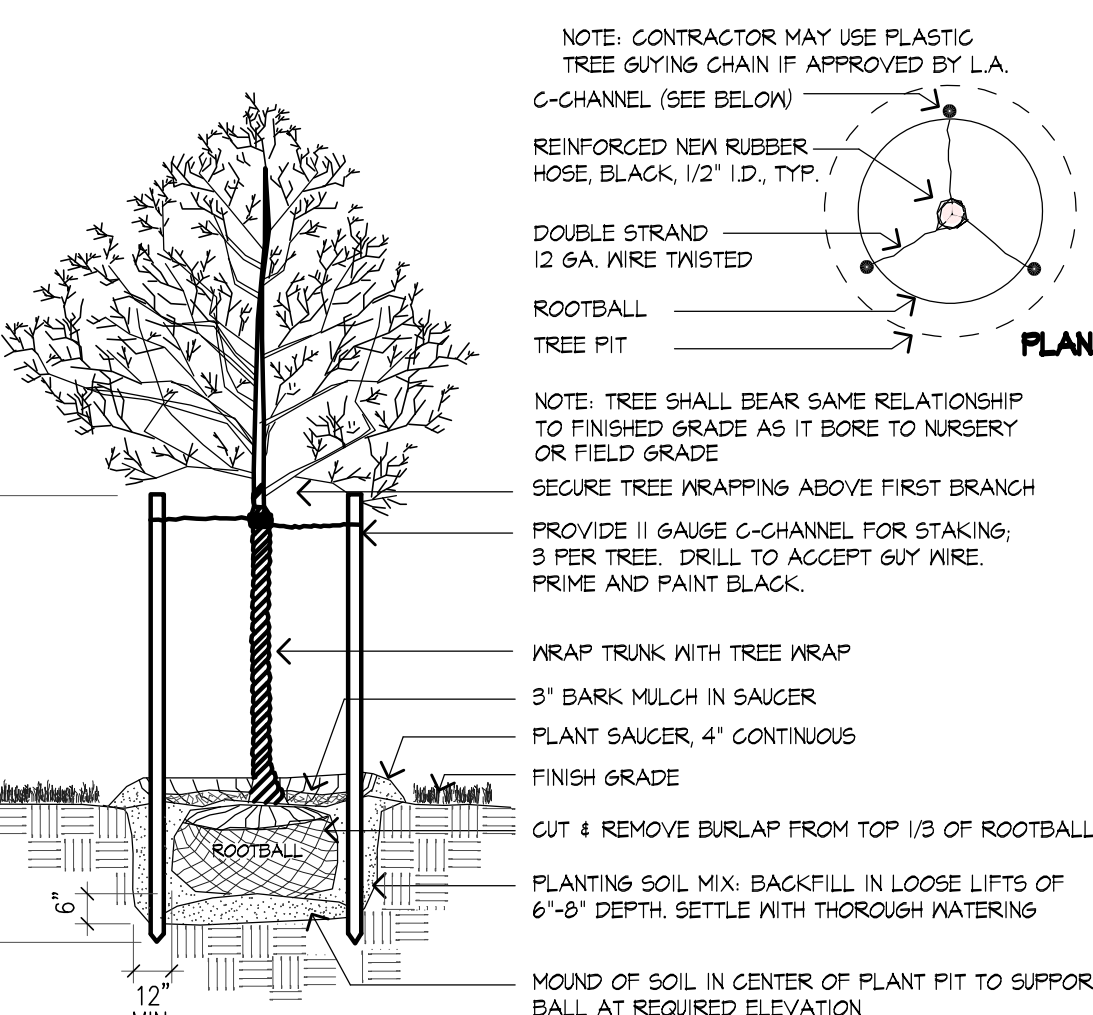 NOTE: CONTRACTOR MAY USE PLASTIC
TREE GUYING CHAIN IF APPROVED BY L.A.
C-CHANNEL (SEE BELOW)
REINFORCED NEW RUBBER
HOSE, BLACK, 1/2" I.D., TYP.
DOUBLE STRAND
12 GA. WIRE TWISTED
ROOTBALL
TREE PIT
PLAN
NOTE: TREE SHALL BEAR SAME RELATIONSHIP
TO FINISHED GRADE AS IT BORE TO NURSERY
OR FIELD GRADE
SECURE TREE WRAPPING ABOVE FIRST BRANCH
PROVIDE 11 GAUGE C-CHANNEL FOR STAKING;
3 PER TREE. DRILL TO ACCEPT GUY WIRE.
PRIME AND PAINT BLACK.
WRAP TRUNK WITH TREE WRAP
3" BARK MULCH IN SAUCER
PLANT SAUCER, 4" CONTINUOUS
FINISH GRADE
CUT & REMOVE BURLAP FROM TOP 1/3 OF ROOTBALL
ROOTBALL
PLANTING SOIL MIX: BACKFILL IN LOOSE LIFTS OF
6"-8" DEPTH. SETTLE WITH THOROUGH WATERING
6"
MOUND OF SOIL IN CENTER OF PLANT PIT TO SUPPOR
BALL AT REQUIRED ELEVATION
12"
MIN.